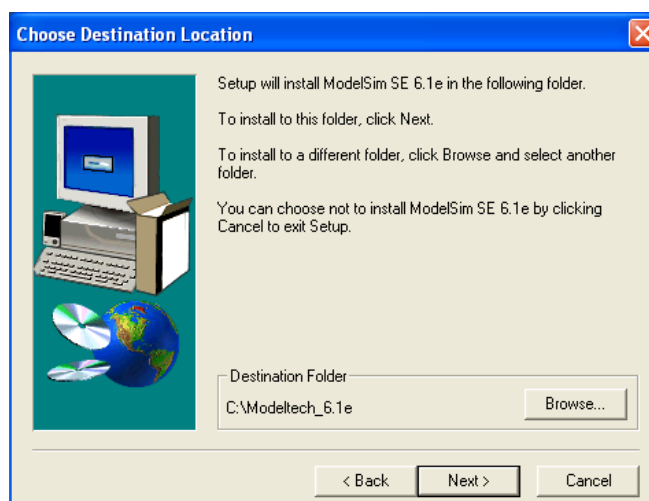 Choose Destination Location
Setup will install ModelSim SE 6.1e in the following folder.
To install to this folder, click Next.
To install to a different folder, click Browse and select another
folder.
You can choose not to install ModelSim SE 6.1e by clicking
Cancel to exit Setup.
Destination Folder
C:\Modeltech_6.1e
Browse...
< Back
Next >
Cancel